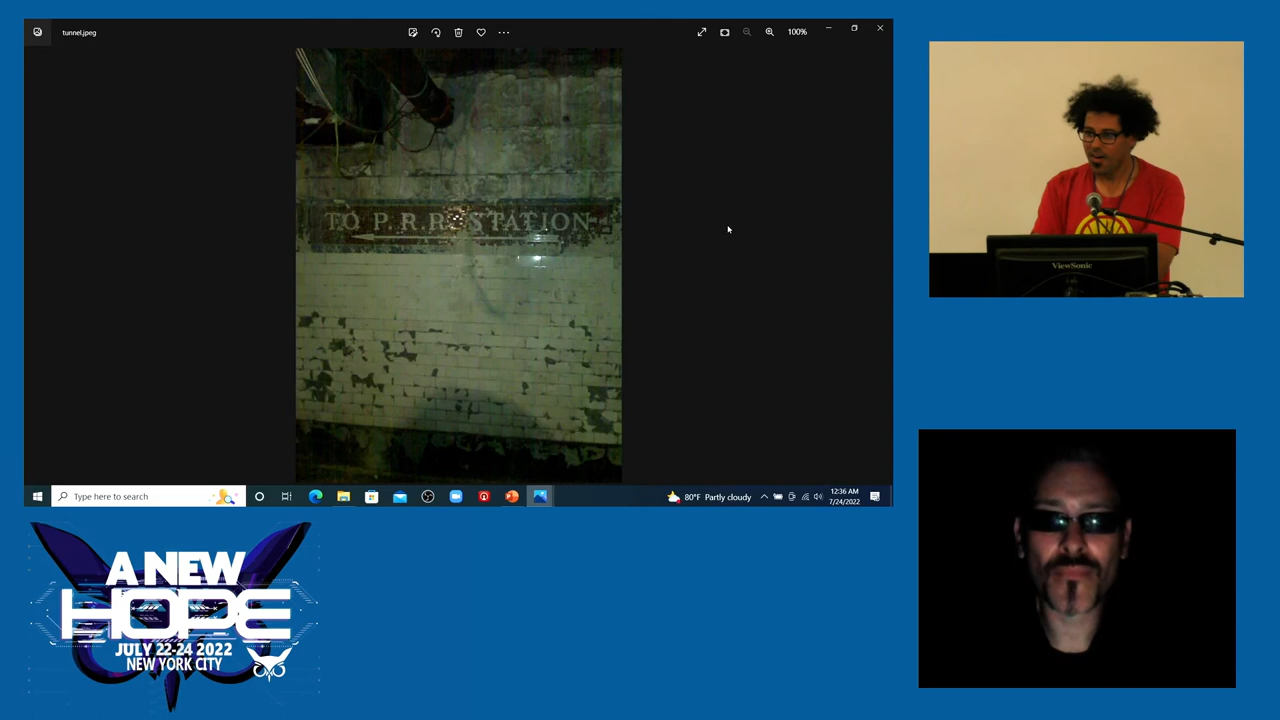 tunnel.jpeg
100%
TO P.R.R. STATION
Type here to search
80°F Partly cloudy
12:36 AM
7/24/2022
ViewSonic
A NEW
HOPE
JULY 22-24 2022
NEW YORK CITY